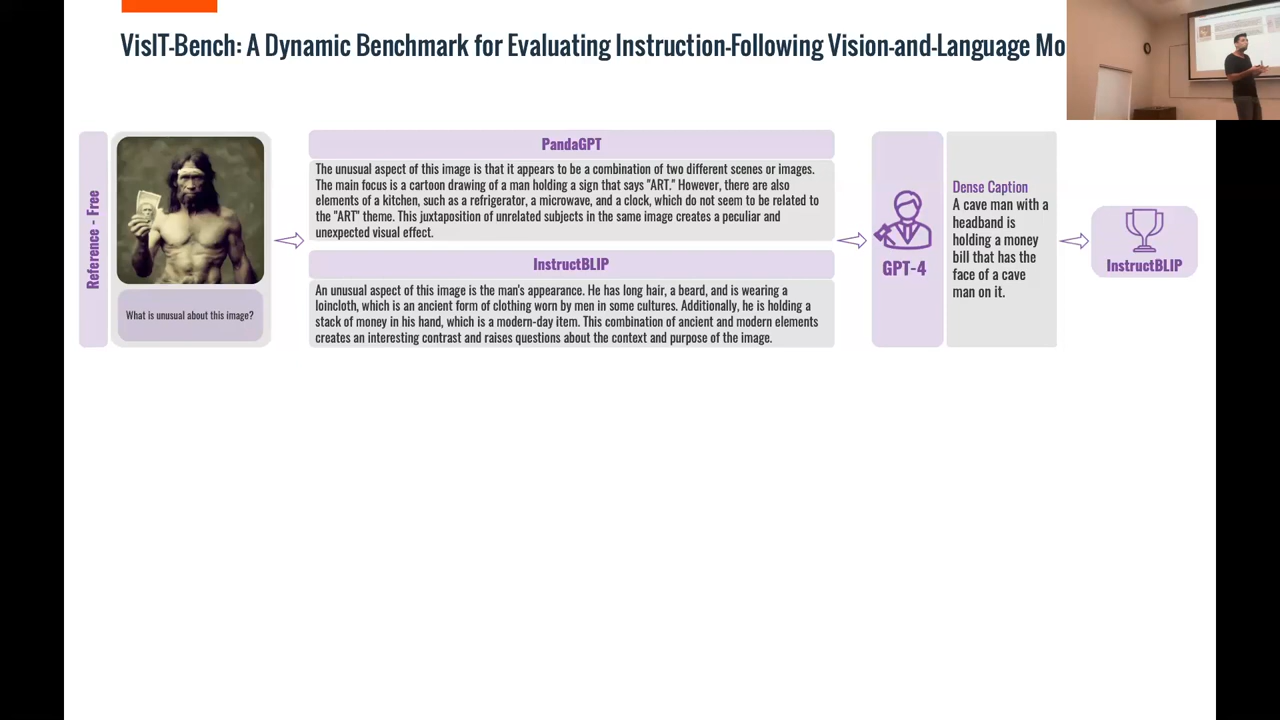 VisIT-Bench: A Dynamic Benchmark for Evaluating Instruction-Following Vision-and-Language Mo
Reference - Free
What is unusual about this image?
PandaGPT
The unusual aspect of this image is that it appears to be a combination of two different scenes or images.
The main focus is a cartoon drawing of a man holding a sign that says "ART." However, there are also
elements of a kitchen, such as a refrigerator, a microwave, and a clock, which do not seem to be related to
the "ART" theme. This juxtaposition of unrelated subjects in the same image creates a peculiar and
unexpected visual effect.
InstructBLIP
An unusual aspect of this image is the man's appearance. He has long hair, a beard, and is wearing a
loincloth, which is an ancient form of clothing worn by men in some cultures. Additionally, he is holding a
stack of money in his hand, which is a modern-day item. This combination of ancient and modern elements
creates an interesting contrast and raises questions about the context and purpose of the image.
GPT-4
Dense Caption
A cave man with a
headband is
holding a money
bill that has the
face of a cave
man on it.
InstructBLIP